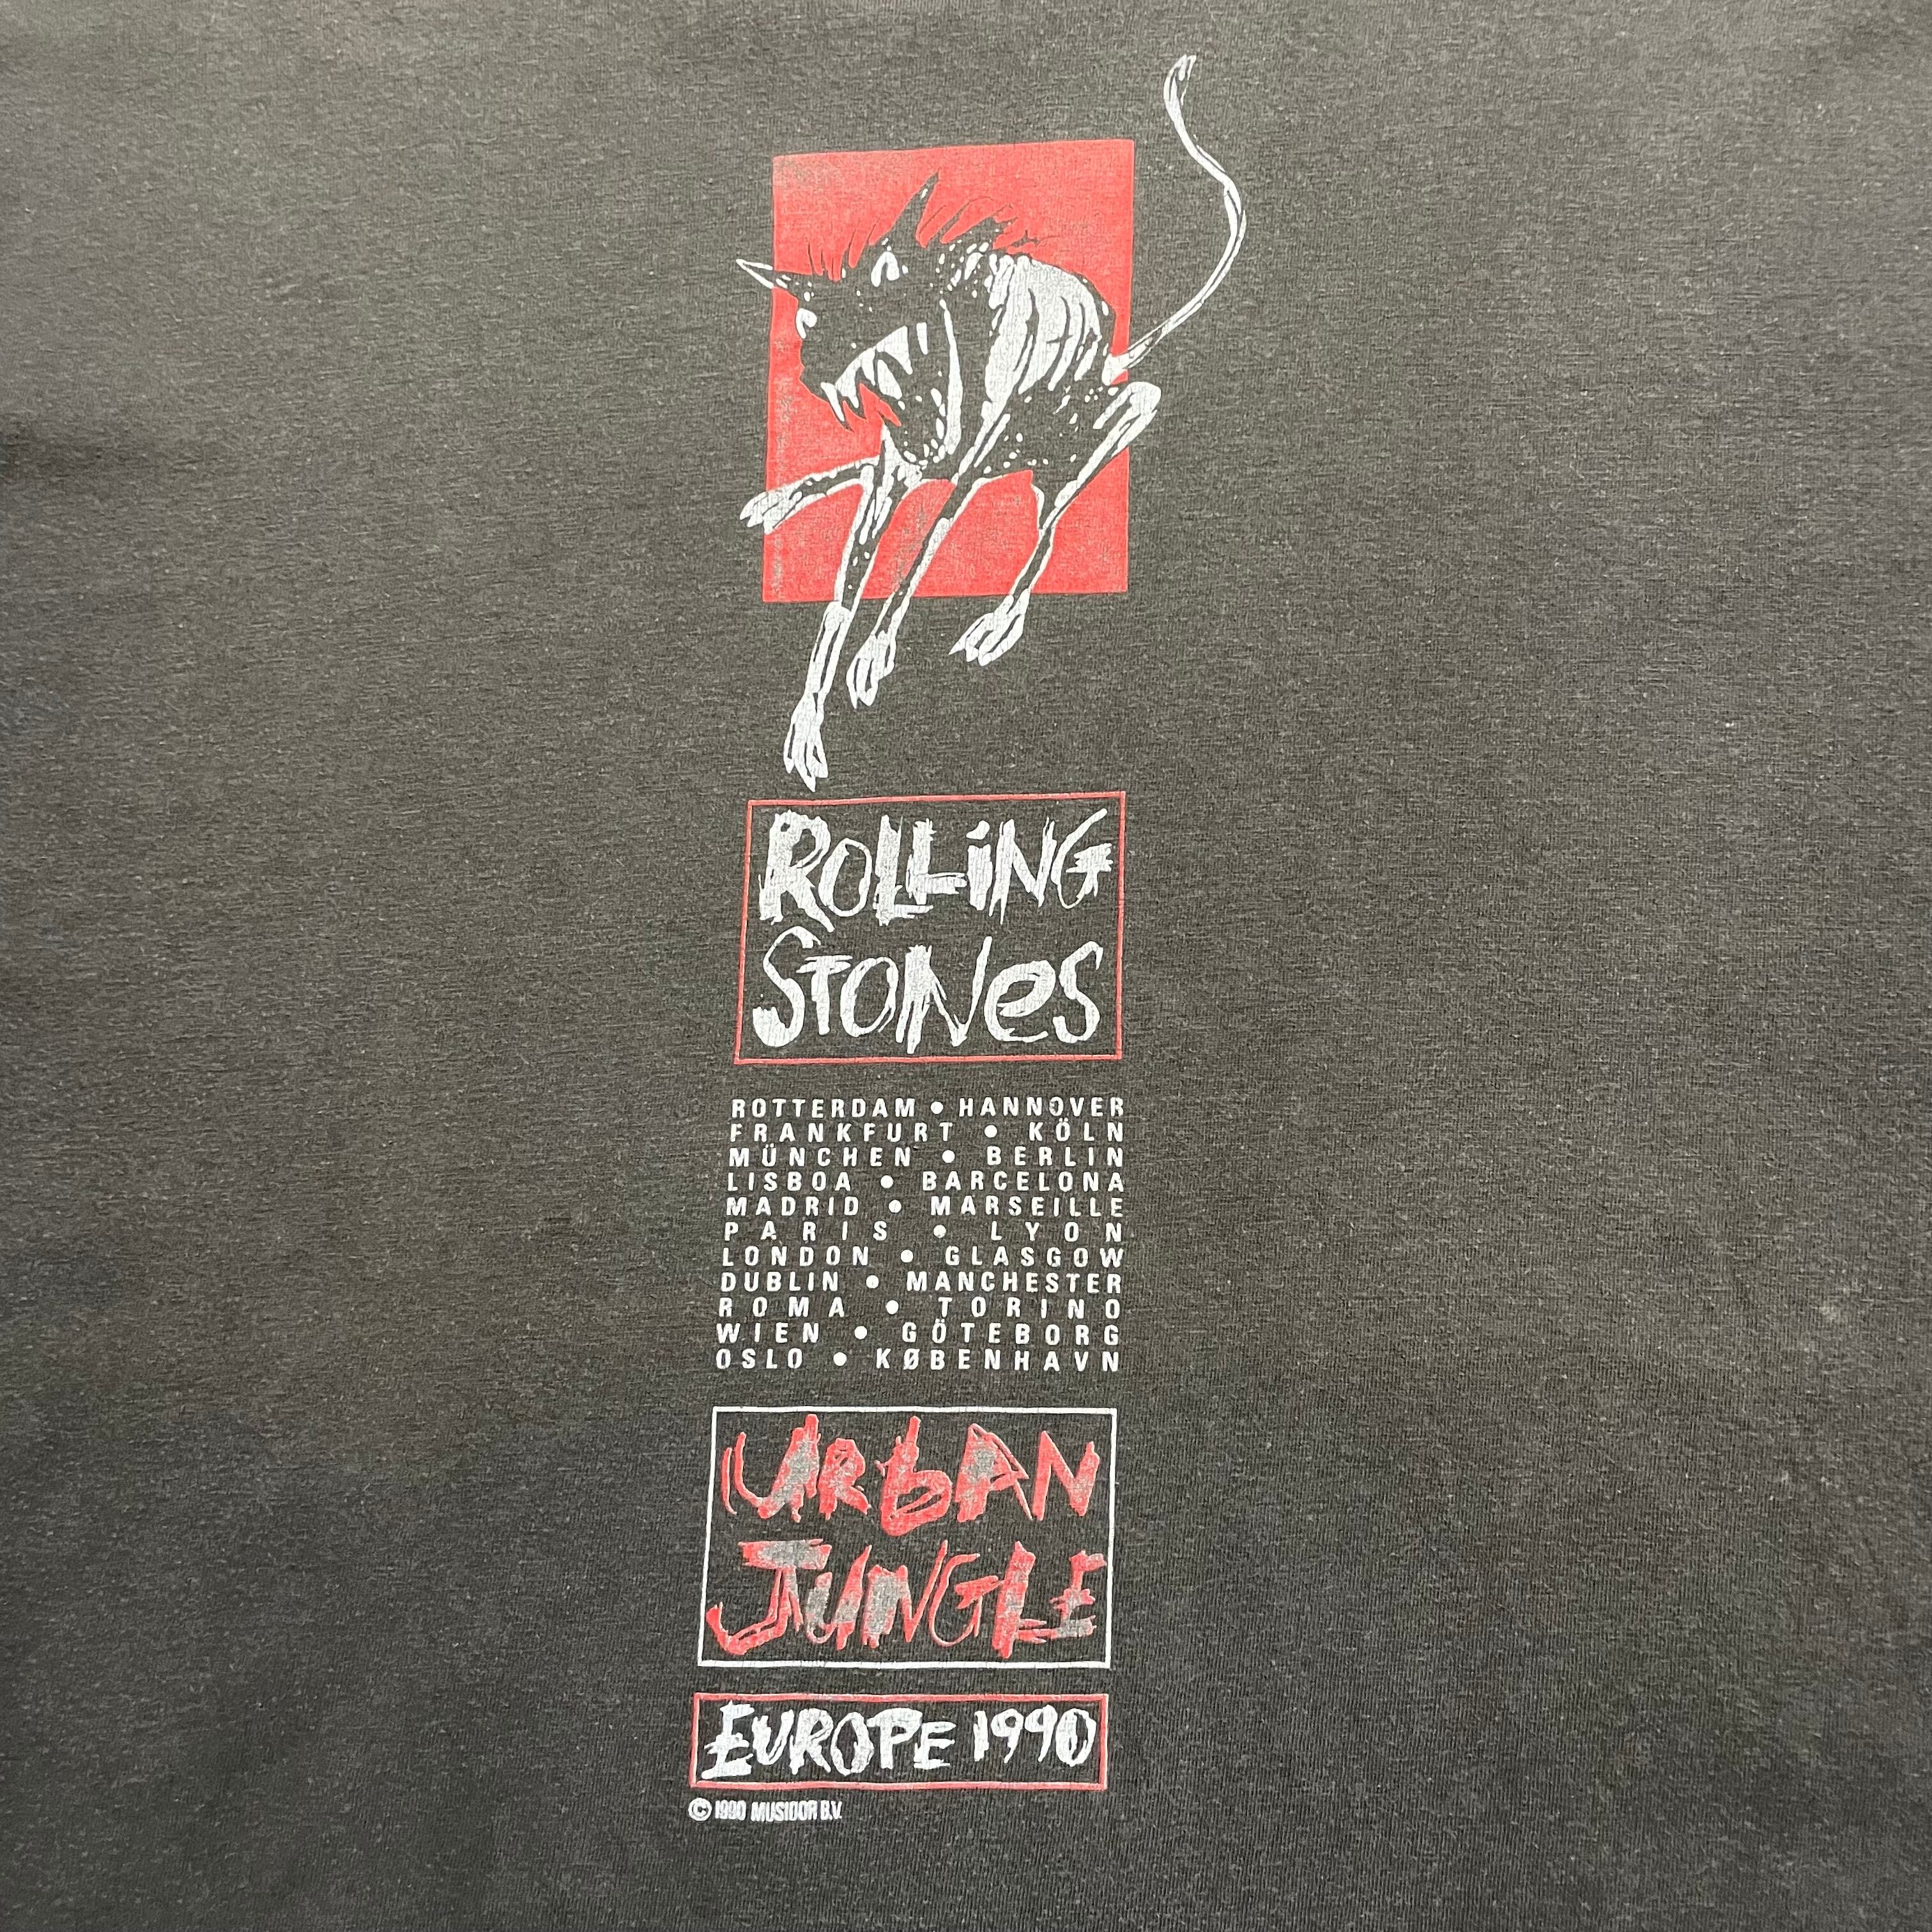 ROLLiNG
STONeS
ROTTERDAM • HANNOVER
FRANKFURT • KÖLN
MÜNCHEN • BERLIN
LISBOA • BARCELONA
MADRID • MARSEILLE
PARIS • LYON
LONDON • GLASGOW
DUBLIN • MANCHESTER
ROMA • TORINO
WIEN • GÖTEBORG
OSLO • KØBENHAVN
URbAN
JUNGLE
EUROPE 1990
© 1990 MUSIDOR B.V.